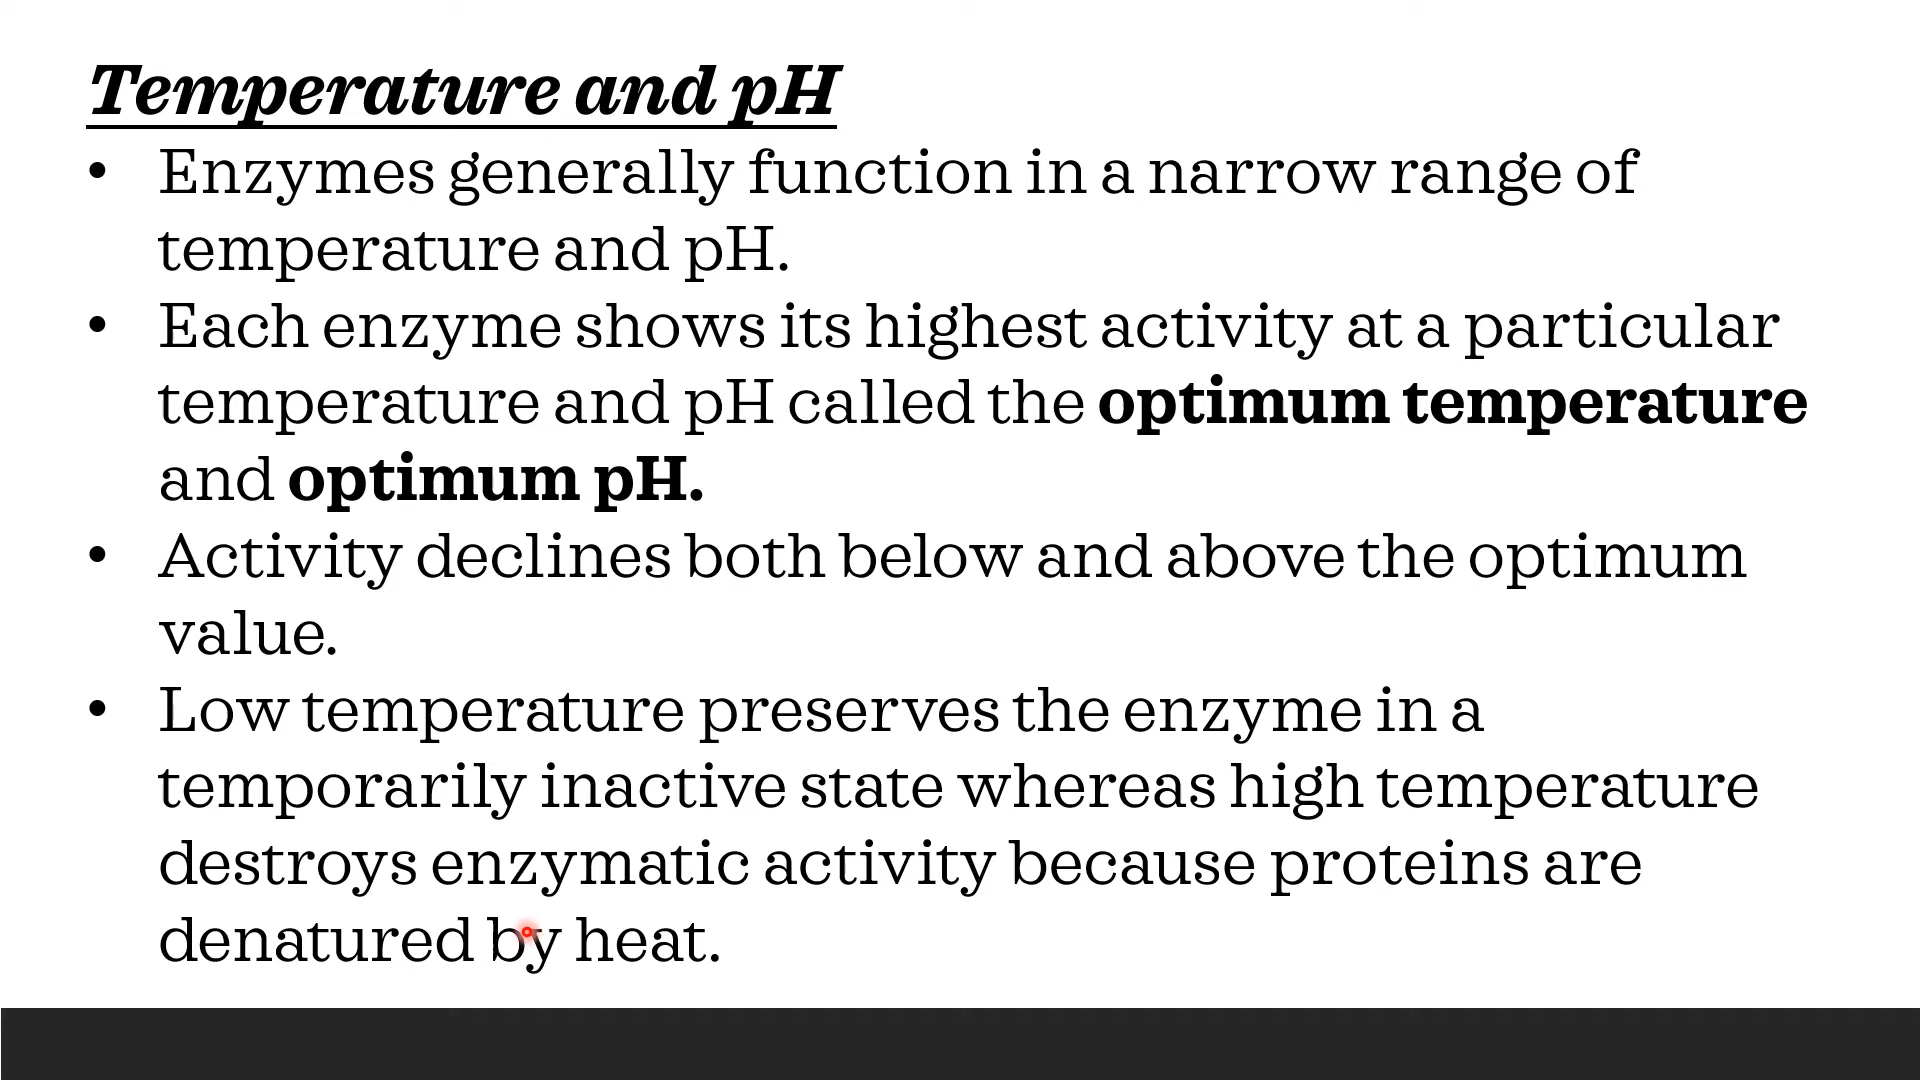 Temperature and pH
• Enzymes generally function in a narrow range of
temperature and pH.
• Each enzyme shows its highest activity at a particular
temperature and pH called the optimum temperature
and optimum pH.
• Activity declines both below and above the optimum
value.
• Low temperature preserves the enzyme in a
temporarily inactive state whereas high temperature
destroys enzymatic activity because proteins are
denatured by heat.